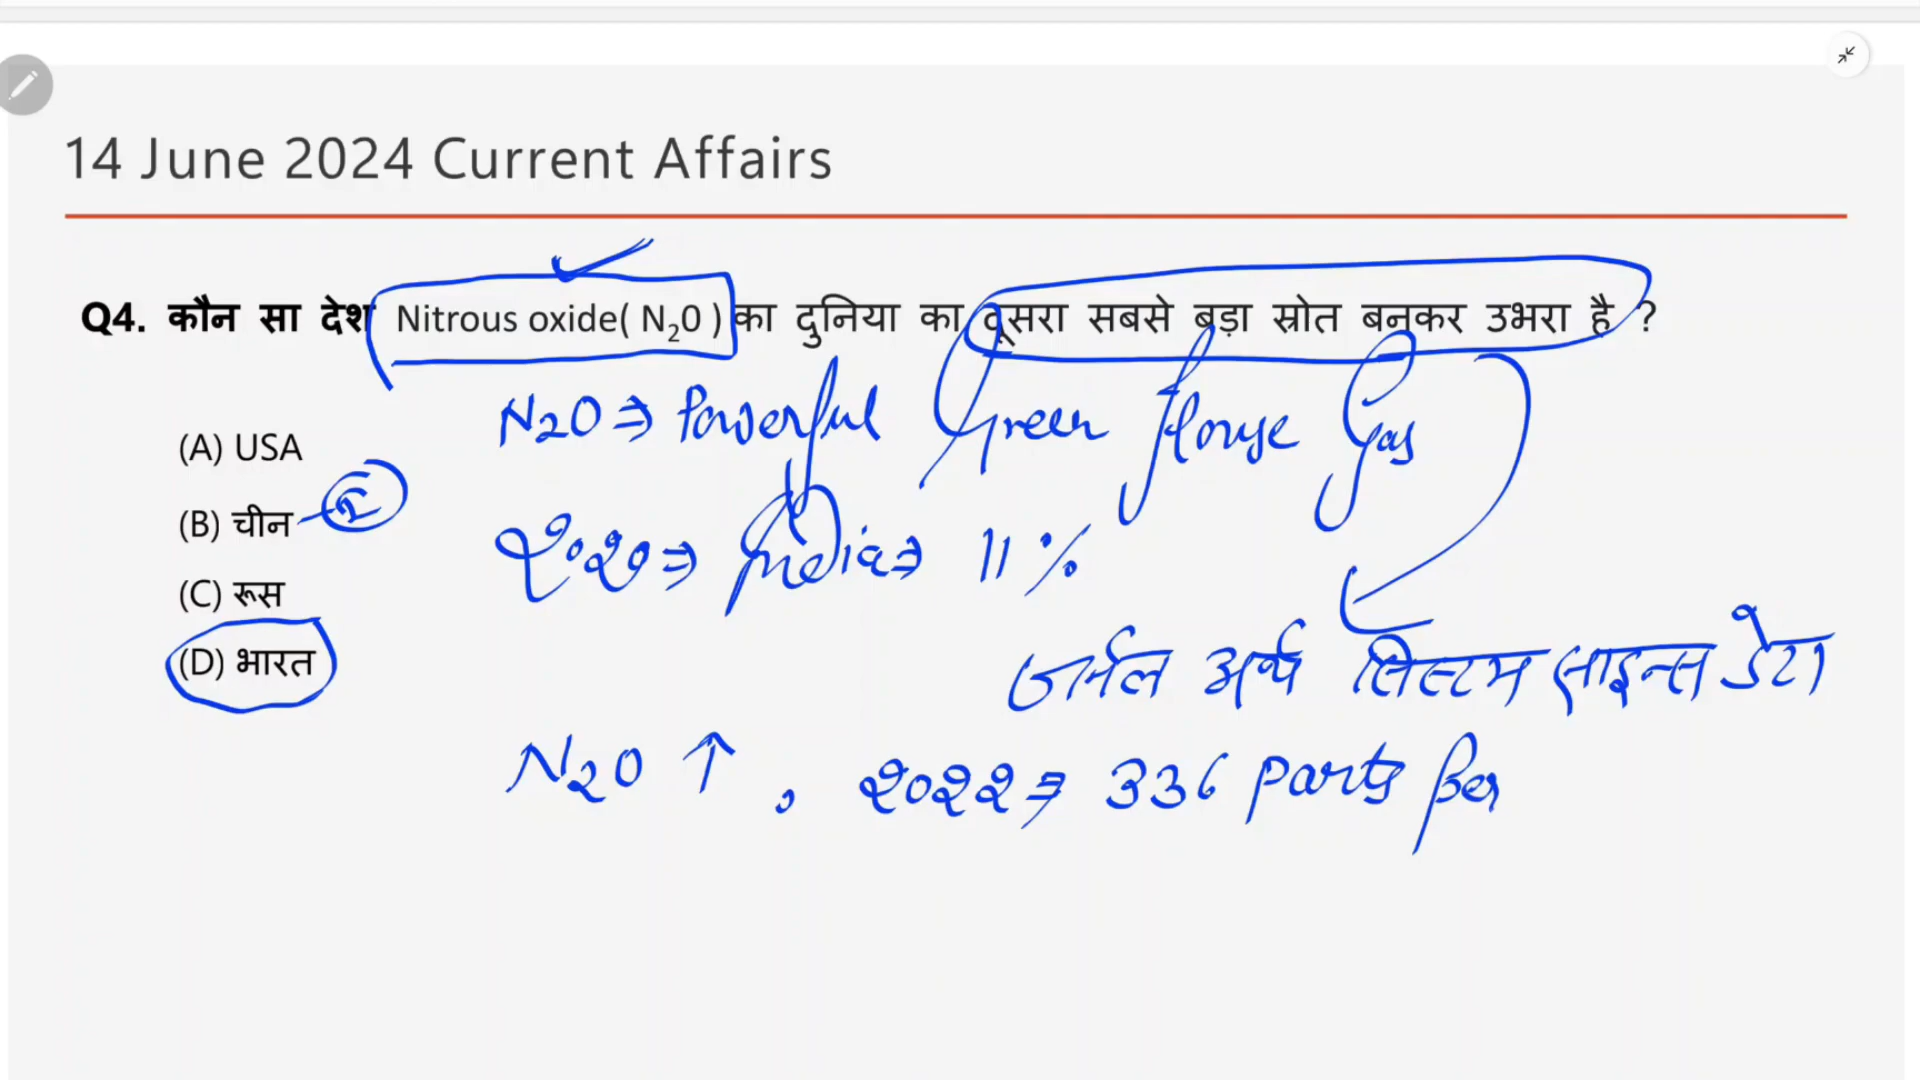 14 June 2024 Current Affairs
Q4. कौन सा देश Nitrous oxide( N₂0 ) का दुनिया का दूसरा सबसे बड़ा स्रोत बनकर उभरा है ?
N2O ⇒ Powerful Green House Gas
(A) USA
(B) चीन
2020 ⇒ India ⇒ 11 %
(C) रूस
(D) भारत
जर्नल अर्थ सिस्टम साइन्स डेटा
N2O ↑ , 2022 ⇒ 336 parts Per